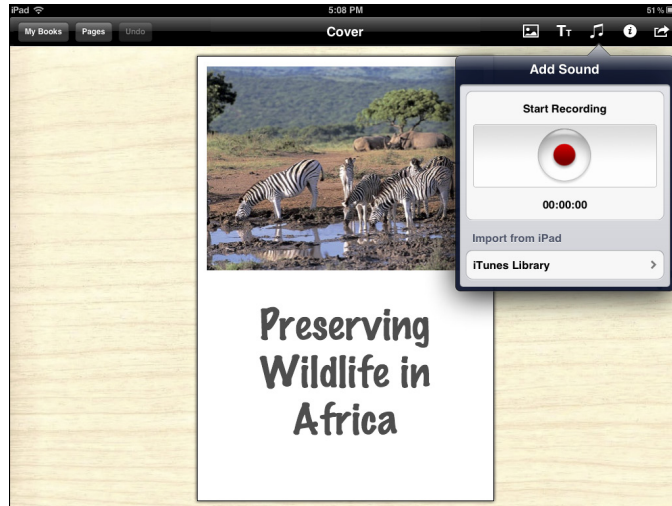 iPad 5:08 PM 51%
My Books Pages Undo Cover
Add Sound
Start Recording
00:00:00
Import from iPad
iTunes Library
Preserving
Wildlife in
Africa